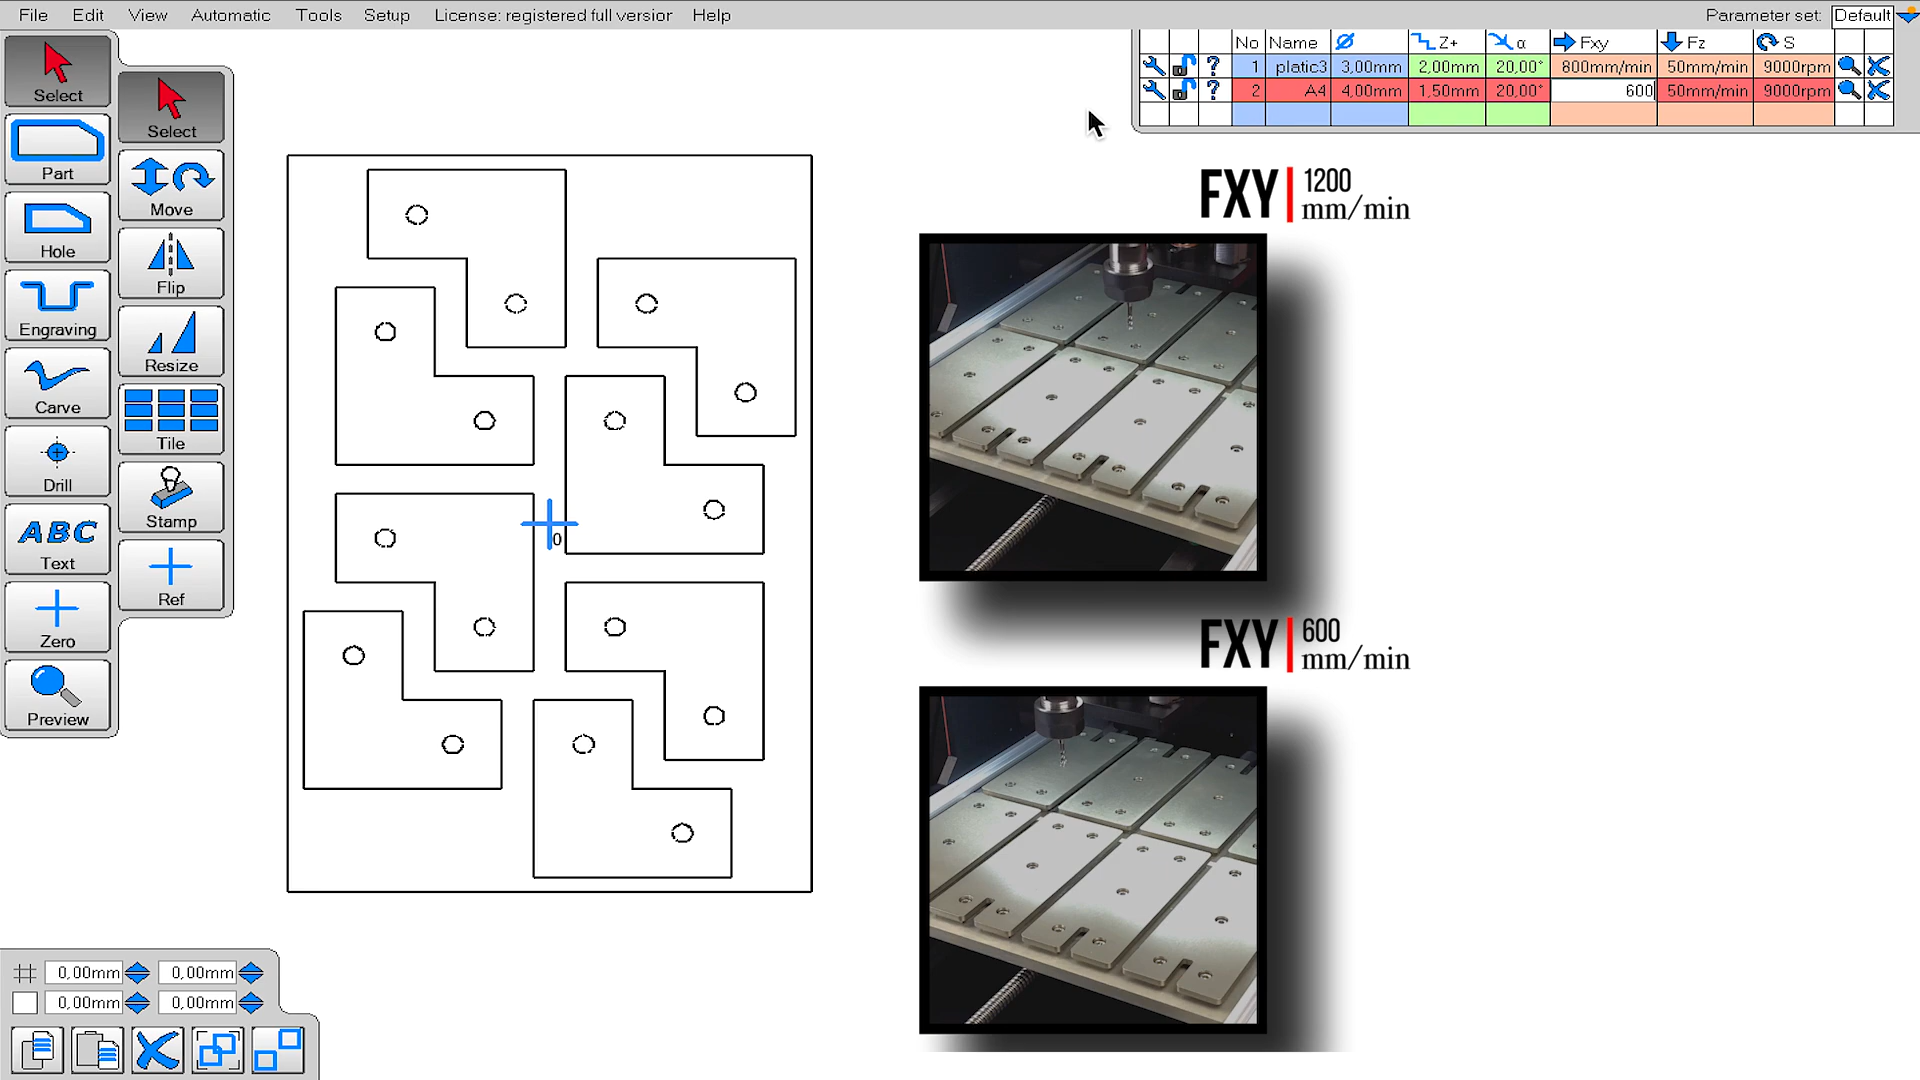 File Edit View Automatic Tools Setup License: registered full versior Help Parameter set: Default
No Name Ø Z+ α Fxy Fz S
? 1 platic3 3,00mm 2,00mm 20,00° 800mm/min 50mm/min 9000rpm
? 2 A4 4,00mm 1,50mm 20,00° 600 50mm/min 9000rpm
Select
Part
Hole
Engraving
Carve
Drill
ABC
Text
Zero
Preview
Select
Move
Flip
Resize
Tile
Stamp
Ref
0
FXY 1200
mm/min
FXY 600
mm/min
0,00mm 0,00mm
0,00mm 0,00mm